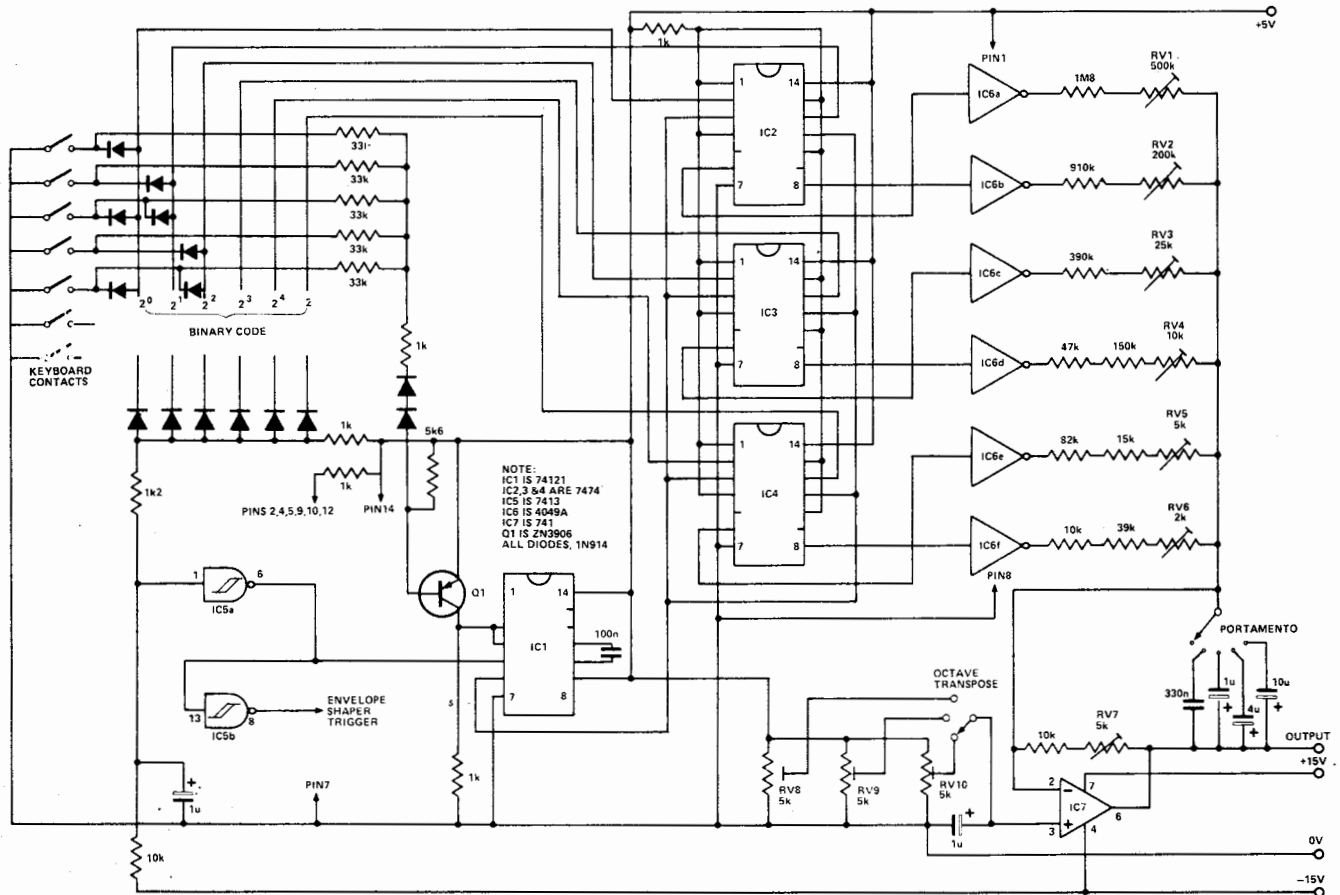 +5V
1k
PIN1
RV1
500k
1M8
IC6a
1
14
IC2
7
8
33k
33k
33k
33k
RV2
200k
910k
IC6b
RV3
25k
390k
IC6c
1
14
IC3
7
8
2⁰ 2¹ 2² 2³ 2⁴ 2
BINARY CODE
KEYBOARD
CONTACTS
1k
RV4
10k
47k
150k
IC6d
1k
5k6
1k
1k2
PINS 2,4,5,9,10,12
PIN14
1
14
IC4
7
8
RV5
5k
82k
15k
IC6e
NOTE:
IC1 IS 74121
IC2,3 &4 ARE 7474
IC5 IS 7413
IC6 IS 4049A
IC7 IS 741
Q1 IS ZN3906
ALL DIODES, 1N914
RV6
2k
10k
39k
IC6f
PIN8
1
6
IC5a
Q1
1
14
IC1
7
8
100n
13
8
IC5b
ENVELOPE
SHAPER
TRIGGER
s
OCTAVE
TRANSPOSE
PORTAMENTO
330n
1u
+
4u
+
10u
+
10k
RV7
5k
OUTPUT
+15V
+
1u
PIN7
1k
RV8
5k
RV9
5k
RV10
5k
1u
+
2
−
7
IC7
6
3
+
4
0V
10k
−15V